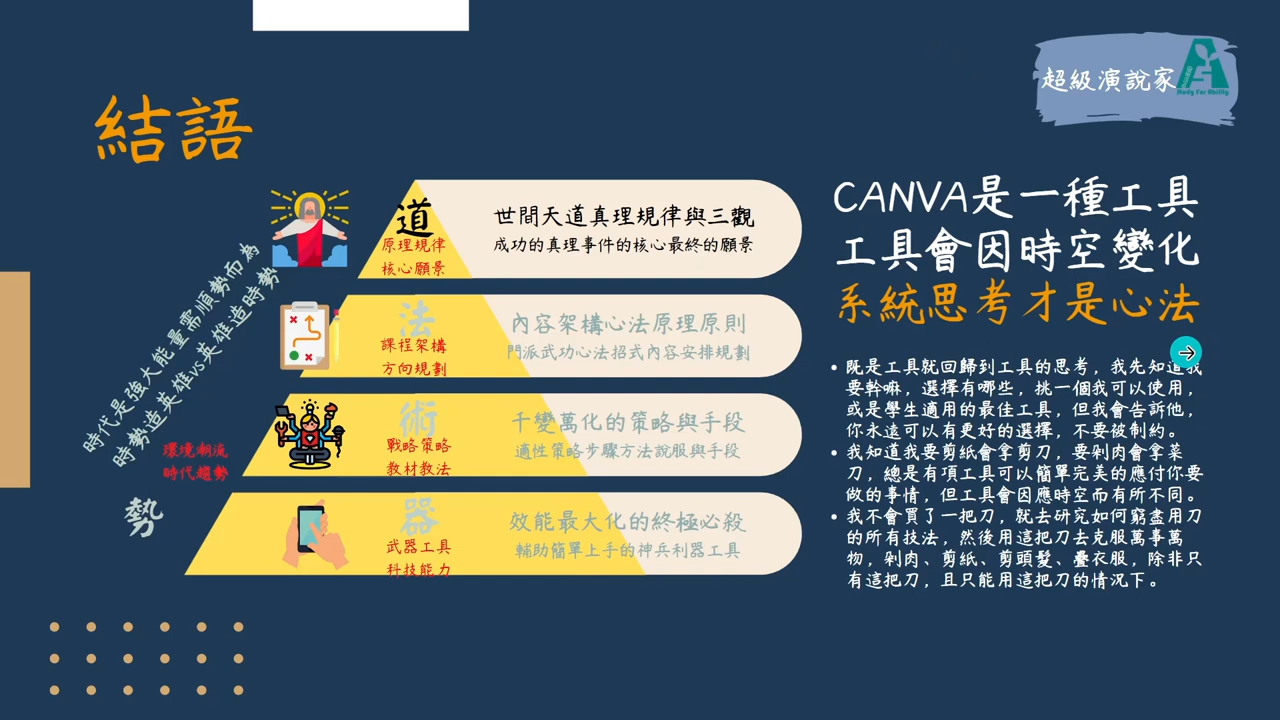 超級演說家
Study For Ability
結語
道
原理規律
核心願景
世間天道真理規律與三觀
成功的真理事件的核心最終的願景
法
課程架構
方向規劃
內容架構心法原理原則
門派武功心法招式內容安排規劃
術
戰略策略
教材教法
千變萬化的策略與手段
適性策略步驟方法說服與手段
器
武器工具
科技能力
效能最大化的終極必殺
輔助簡單上手的神兵利器工具
時代是強大能量需順勢而為
時勢造英雄vs英雄造時勢
環境潮流
時代趨勢
勢
CANVA是一種工具
工具會因時空變化
系統思考才是心法
• 既是工具就回歸到工具的思考，我先知道我
要幹嘛，選擇有哪些，挑一個我可以使用，
或是學生適用的最佳工具，但我會告訴他，
你永遠可以有更好的選擇，不要被制約。
• 我知道我要剪紙會拿剪刀，要剁肉會拿菜
刀，總是有項工具可以簡單完美的應付你要
做的事情，但工具會因應時空而有所不同。
• 我不會買了一把刀，就去研究如何窮盡用刀
的所有技法，然後用這把刀去克服萬事萬
物，剁肉、剪紙、剪頭髮、疊衣服，除非只
有這把刀，且只能用這把刀的情況下。